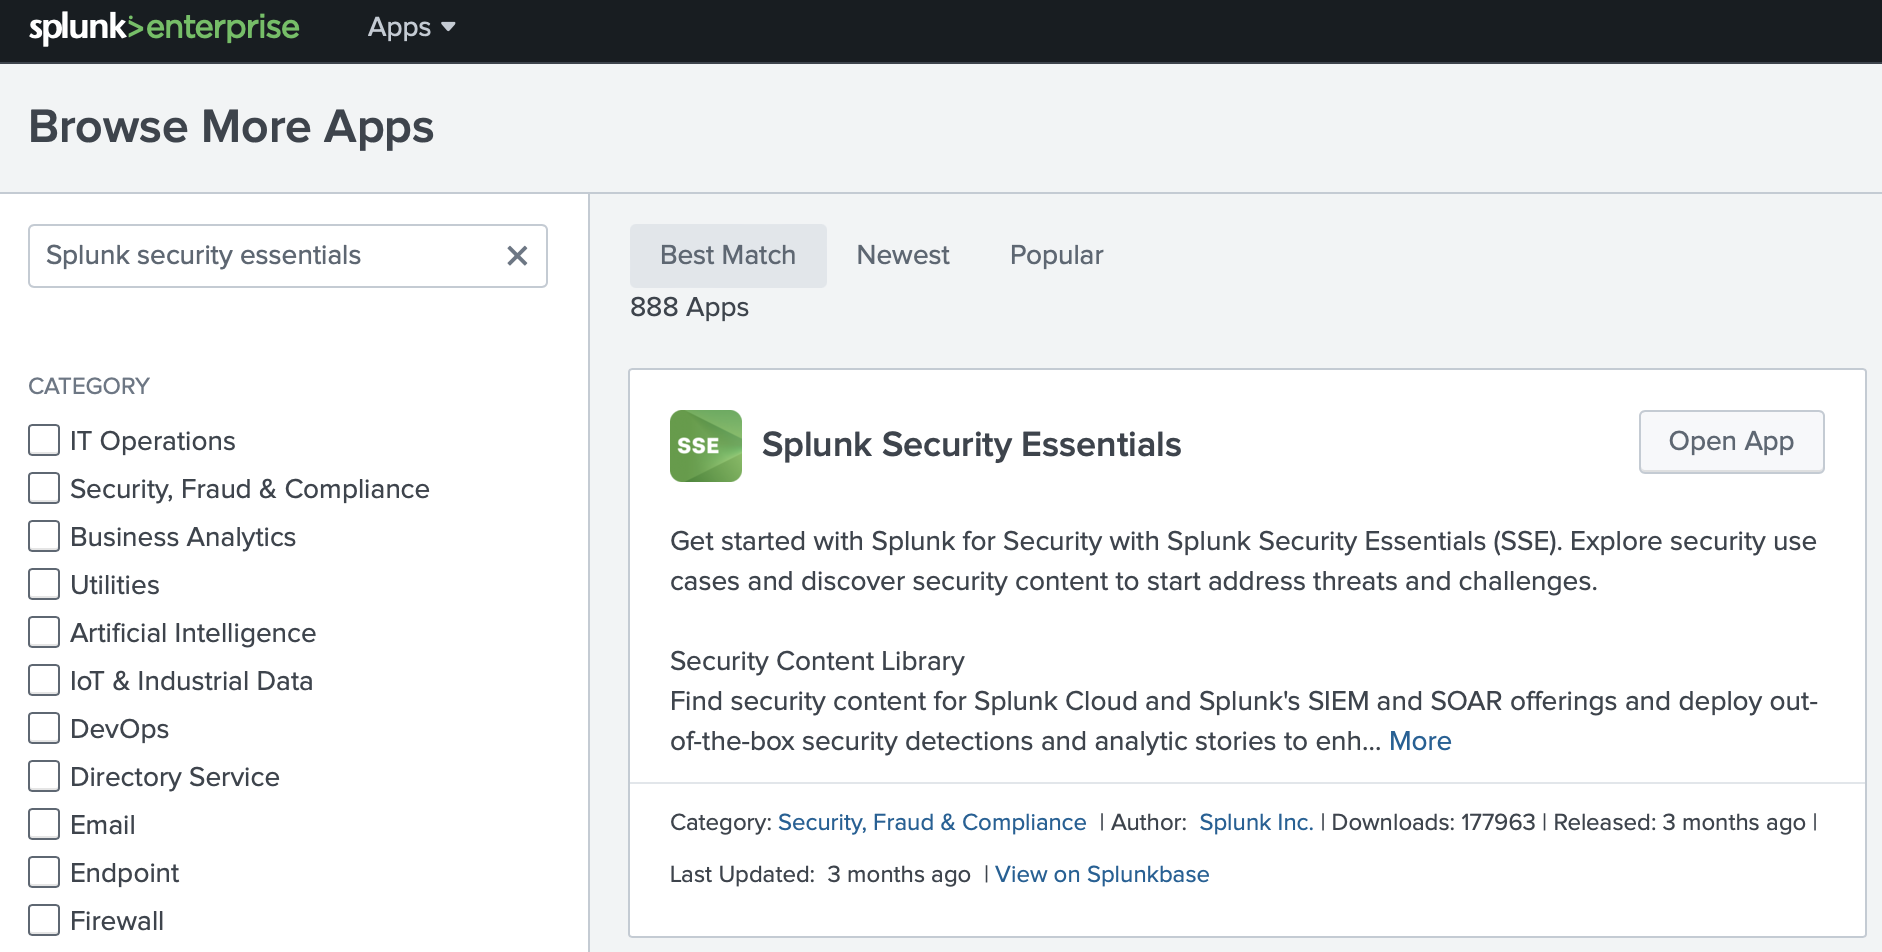 splunk>enterprise Apps
Browse More Apps
Splunk security essentials
CATEGORY
IT Operations
Security, Fraud & Compliance
Business Analytics
Utilities
Artificial Intelligence
IoT & Industrial Data
DevOps
Directory Service
Email
Endpoint
Firewall
Best Match Newest Popular
888 Apps
SSE Splunk Security Essentials Open App
Get started with Splunk for Security with Splunk Security Essentials (SSE). Explore security use
cases and discover security content to start address threats and challenges.
Security Content Library
Find security content for Splunk Cloud and Splunk's SIEM and SOAR offerings and deploy out-
of-the-box security detections and analytic stories to enh... More
Category: Security, Fraud & Compliance | Author: Splunk Inc. | Downloads: 177963 | Released: 3 months ago |
Last Updated: 3 months ago | View on Splunkbase